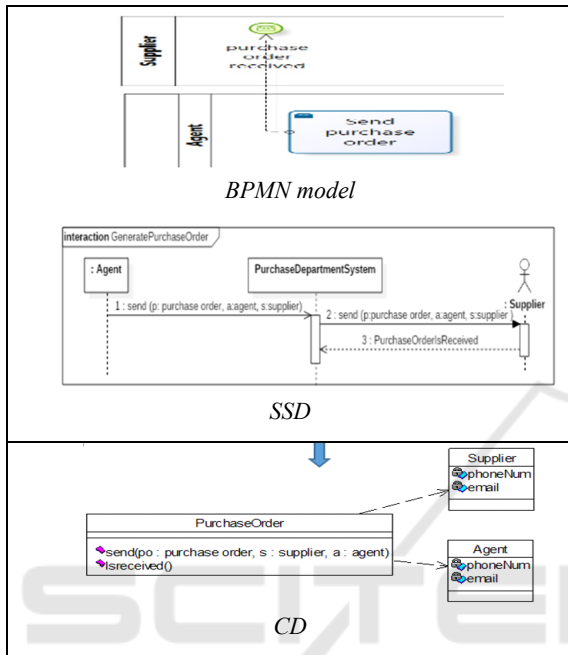 Supplier
purchase
order
received
Agent
Send
purchase
order
BPMN model
interaction GeneratePurchaseOrder
: Agent
PurchaseDepartmentSystem
: Supplier
1 : send (p: purchase order, a:agent, s:supplier)
2 : send (p:purchase order, a:agent, s:supplier )
3 : PurchaseOrderIsReceived
SSD
Supplier
phoneNum
email
PurchaseOrder
send(po : purchase order, s : supplier, a : agent)
Isreceived()
Agent
phoneNum
email
CD
SCITE